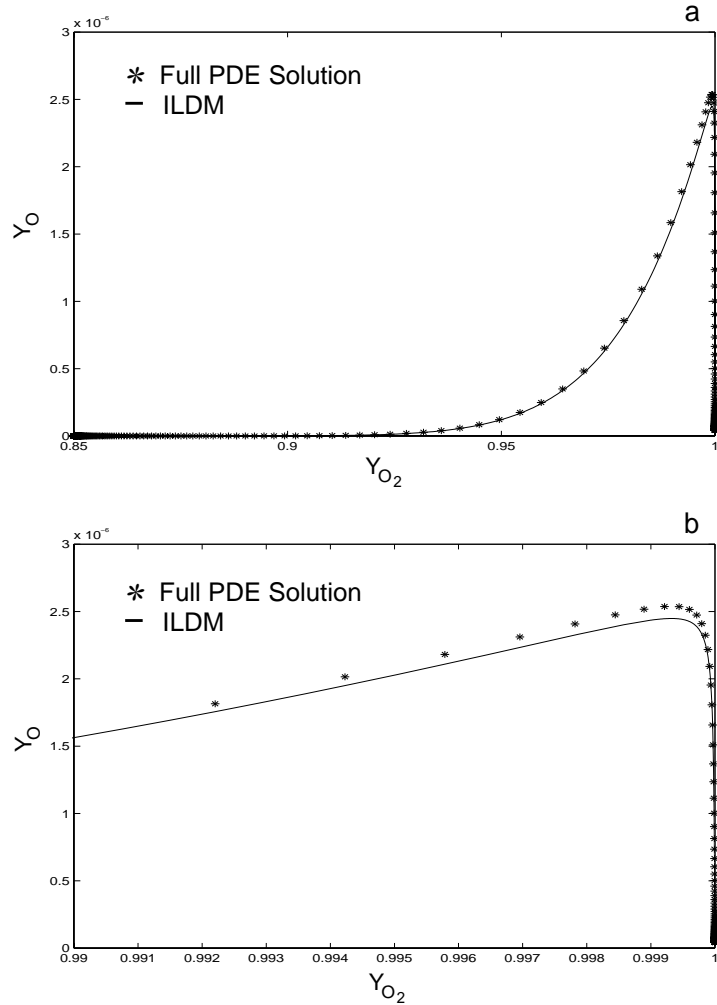 a
x 10⁻⁶
3
2.5
2
1.5
1
0.5
0
* Full PDE Solution
– ILDM
Y_O
0.85 0.9 0.95 1
Y_O₂
b
x 10⁻⁶
3
2.5
2
1.5
1
0.5
0
* Full PDE Solution
– ILDM
Y_O
0.99 0.991 0.992 0.993 0.994 0.995 0.996 0.997 0.998 0.999 1
Y_O₂